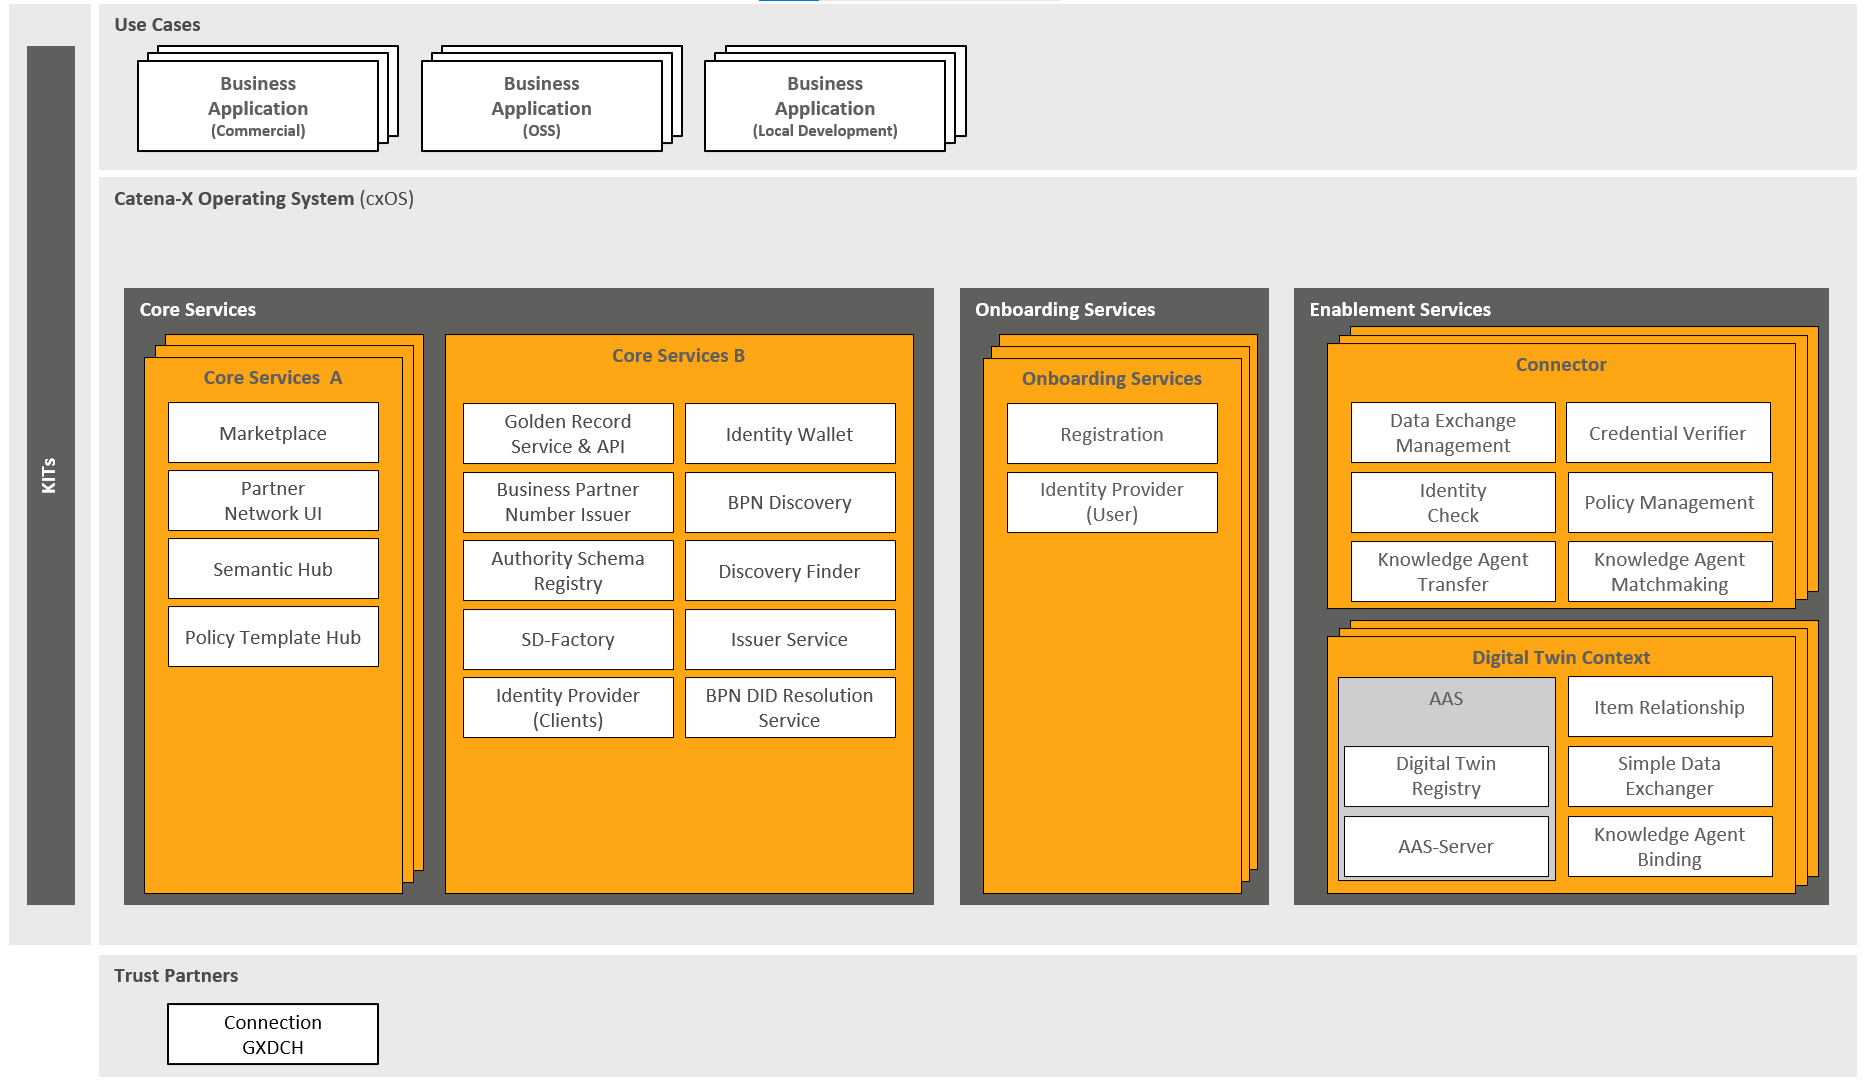 KITs
Use Cases
Business
Application
(Commercial)
Business
Application
(OSS)
Business
Application
(Local Development)
Catena-X Operating System (cxOS)
Core Services
Core Services A
Marketplace
Partner
Network UI
Semantic Hub
Policy Template Hub
Core Services B
Golden Record
Service & API
Identity Wallet
Business Partner
Number Issuer
BPN Discovery
Authority Schema
Registry
Discovery Finder
SD-Factory
Issuer Service
Identity Provider
(Clients)
BPN DID Resolution
Service
Onboarding Services
Onboarding Services
Registration
Identity Provider
(User)
Enablement Services
Connector
Data Exchange
Management
Credential Verifier
Identity
Check
Policy Management
Knowledge Agent
Transfer
Knowledge Agent
Matchmaking
Digital Twin Context
AAS
Digital Twin
Registry
AAS-Server
Item Relationship
Simple Data
Exchanger
Knowledge Agent
Binding
Trust Partners
Connection
GXDCH